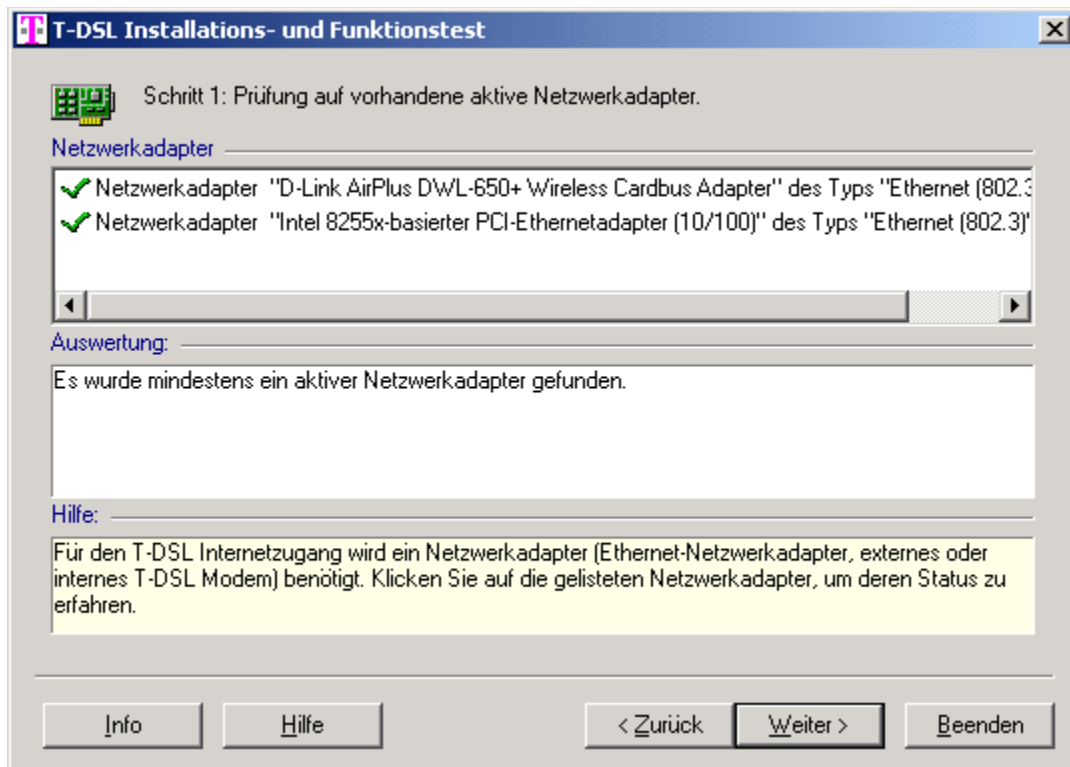 T-DSL Installations- und Funktionstest
Schritt 1: Prüfung auf vorhandene aktive Netzwerkadapter.
Netzwerkadapter
Netzwerkadapter "D-Link AirPlus DWL-650+ Wireless Cardbus Adapter" des Typs "Ethernet (802.3
Netzwerkadapter "Intel 8255x-basierter PCI-Ethernetadapter (10/100)" des Typs "Ethernet (802.3)"
Auswertung:
Es wurde mindestens ein aktiver Netzwerkadapter gefunden.
Hilfe:
Für den T-DSL Internetzugang wird ein Netzwerkadapter (Ethernet-Netzwerkadapter, externes oder
internes T-DSL Modem) benötigt. Klicken Sie auf die gelisteten Netzwerkadapter, um deren Status zu
erfahren.
Info
Hilfe
< Zurück
Weiter >
Beenden